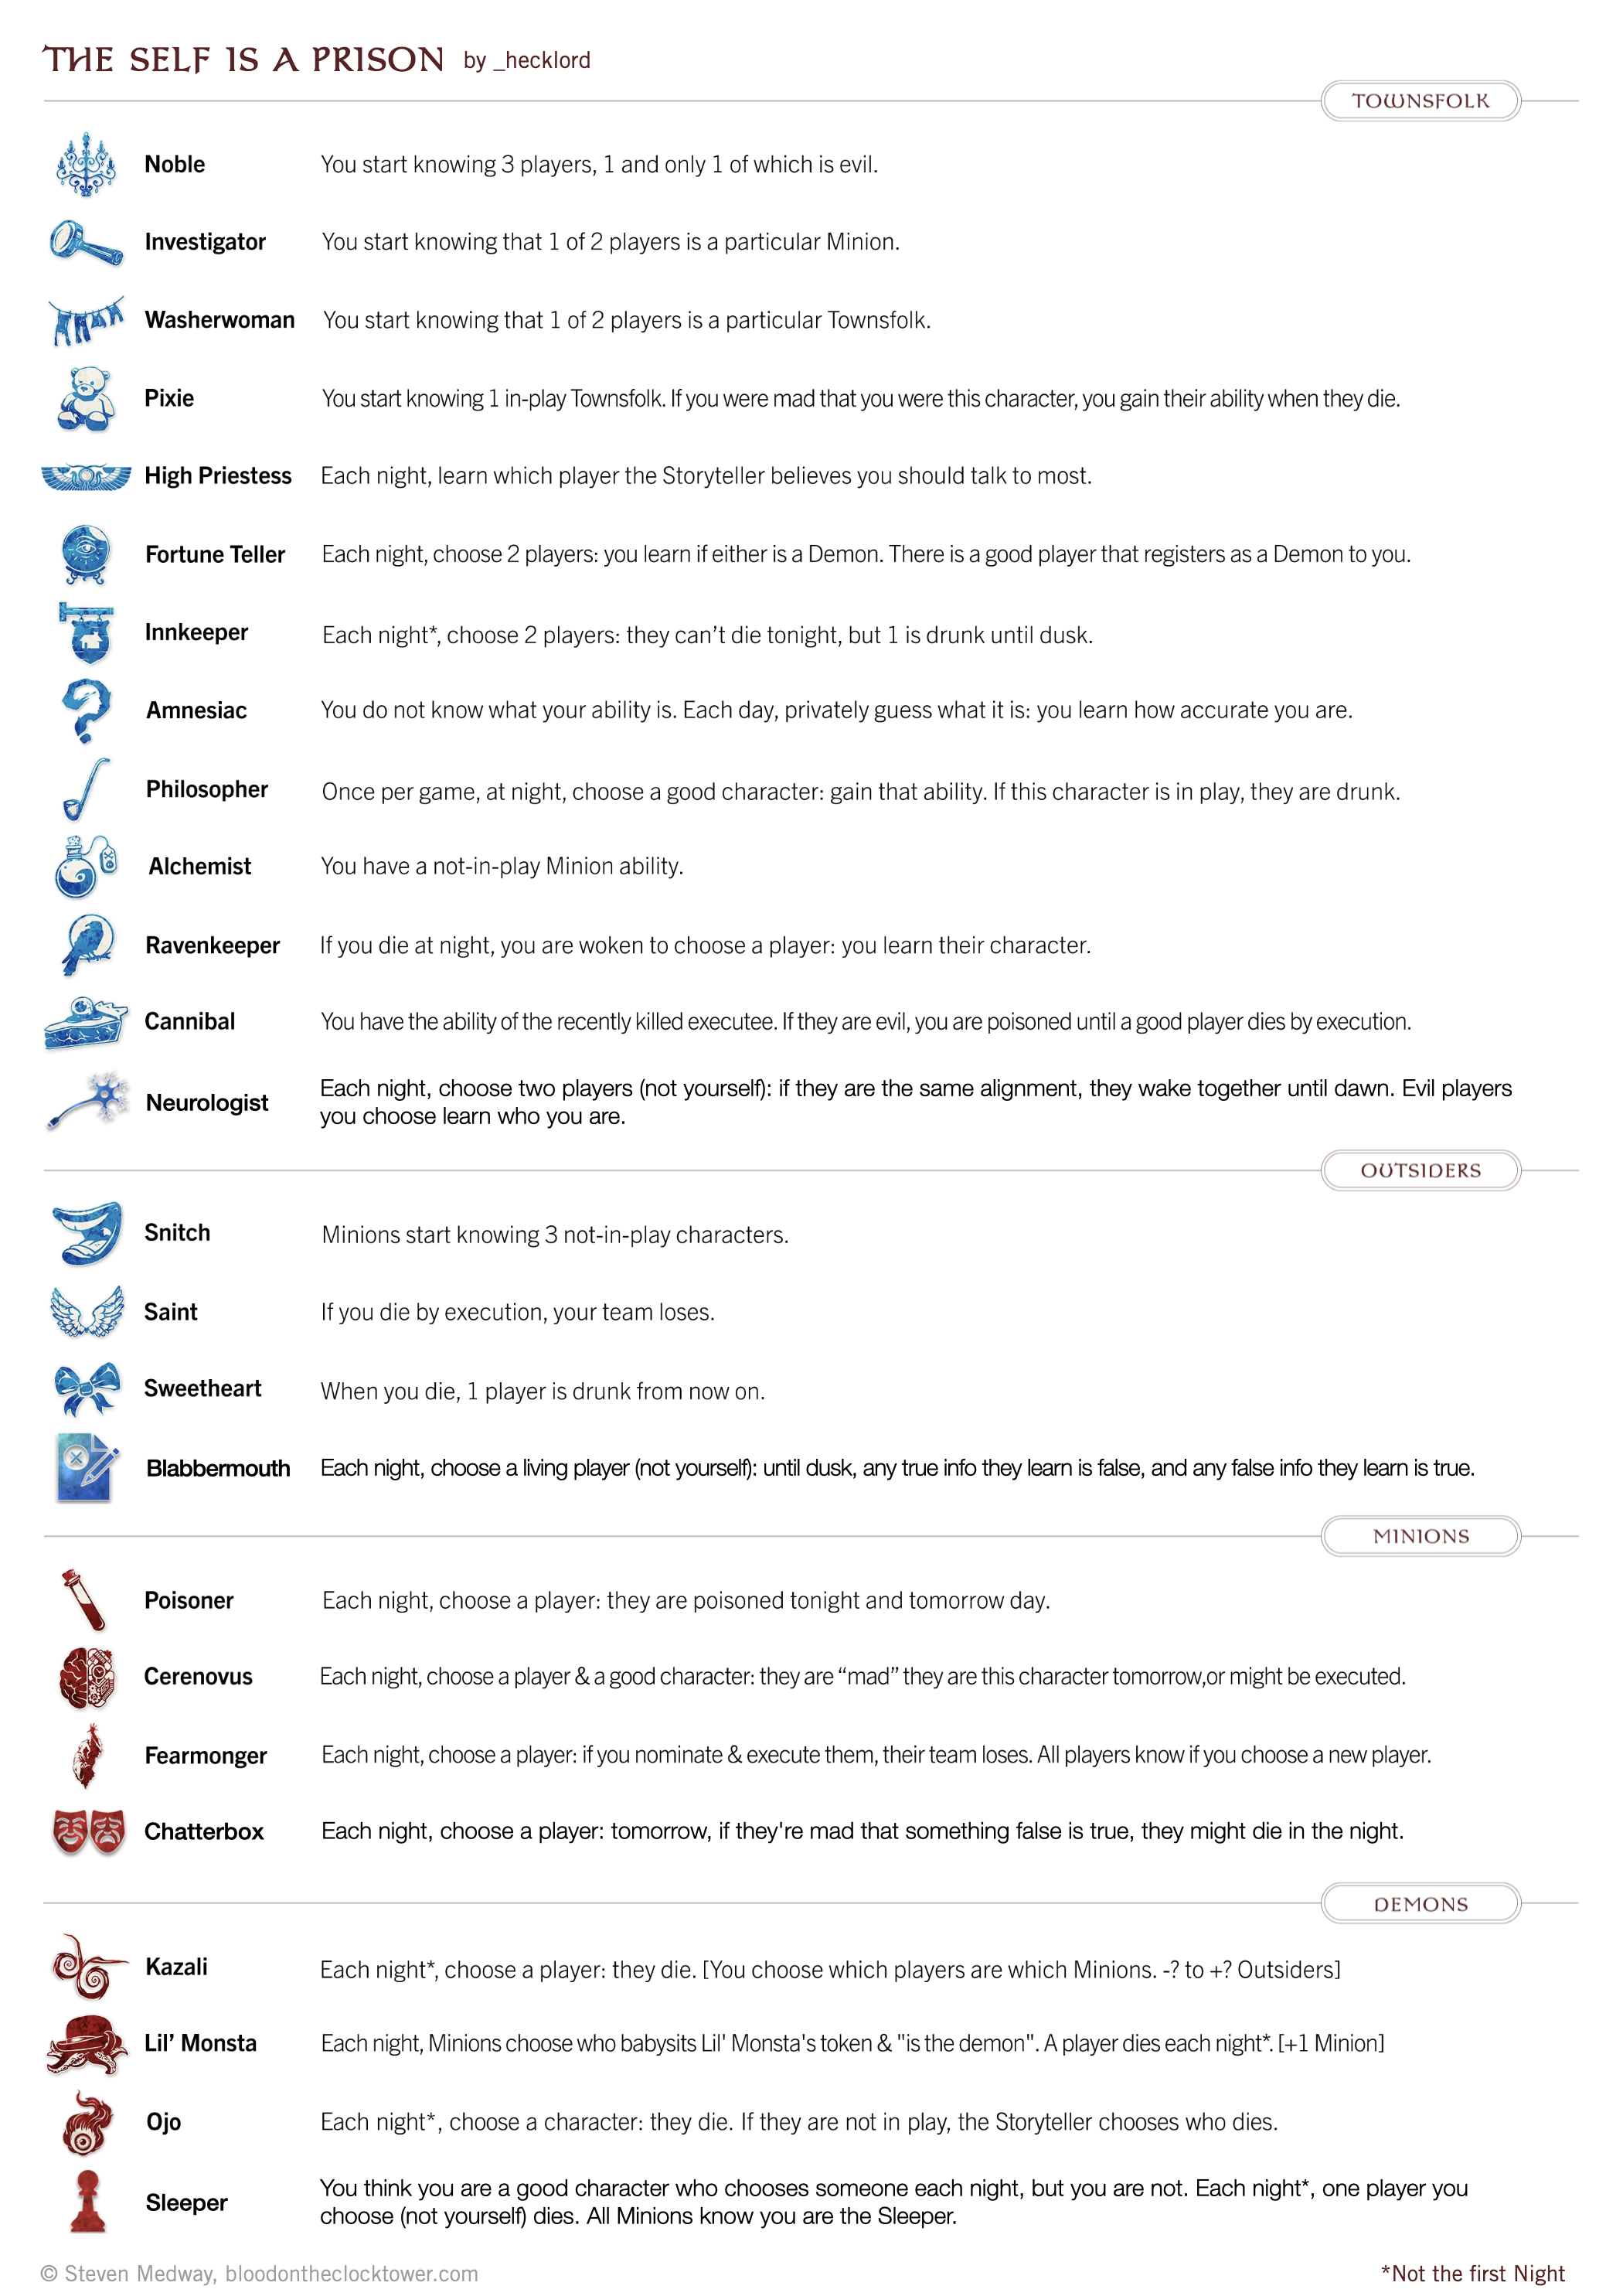 THE SELF IS A PRISON by _hecklord
TOWNSFOLK
Noble You start knowing 3 players, 1 and only 1 of which is evil.
Investigator You start knowing that 1 of 2 players is a particular Minion.
Washerwoman You start knowing that 1 of 2 players is a particular Townsfolk.
Pixie You start knowing 1 in-play Townsfolk. If you were mad that you were this character, you gain their ability when they die.
High Priestess Each night, learn which player the Storyteller believes you should talk to most.
Fortune Teller Each night, choose 2 players: you learn if either is a Demon. There is a good player that registers as a Demon to you.
Innkeeper Each night*, choose 2 players: they can’t die tonight, but 1 is drunk until dusk.
Amnesiac You do not know what your ability is. Each day, privately guess what it is: you learn how accurate you are.
Philosopher Once per game, at night, choose a good character: gain that ability. If this character is in play, they are drunk.
Alchemist You have a not-in-play Minion ability.
Ravenkeeper If you die at night, you are woken to choose a player: you learn their character.
Cannibal You have the ability of the recently killed executee. If they are evil, you are poisoned until a good player dies by execution.
Neurologist Each night, choose two players (not yourself): if they are the same alignment, they wake together until dawn. Evil players
you choose learn who you are.
OUTSIDERS
Snitch Minions start knowing 3 not-in-play characters.
Saint If you die by execution, your team loses.
Sweetheart When you die, 1 player is drunk from now on.
Blabbermouth Each night, choose a living player (not yourself): until dusk, any true info they learn is false, and any false info they learn is true.
MINIONS
Poisoner Each night, choose a player: they are poisoned tonight and tomorrow day.
Cerenovus Each night, choose a player & a good character: they are “mad” they are this character tomorrow,or might be executed.
Fearmonger Each night, choose a player: if you nominate & execute them, their team loses. All players know if you choose a new player.
Chatterbox Each night, choose a player: tomorrow, if they're mad that something false is true, they might die in the night.
DEMONS
Kazali Each night*, choose a player: they die. [You choose which players are which Minions. -? to +? Outsiders]
Lil’ Monsta Each night, Minions choose who babysits Lil' Monsta's token & "is the demon". A player dies each night*. [+1 Minion]
Ojo Each night*, choose a character: they die. If they are not in play, the Storyteller chooses who dies.
Sleeper You think you are a good character who chooses someone each night, but you are not. Each night*, one player you
choose (not yourself) dies. All Minions know you are the Sleeper.
© Steven Medway, bloodontheclocktower.com *Not the first Night